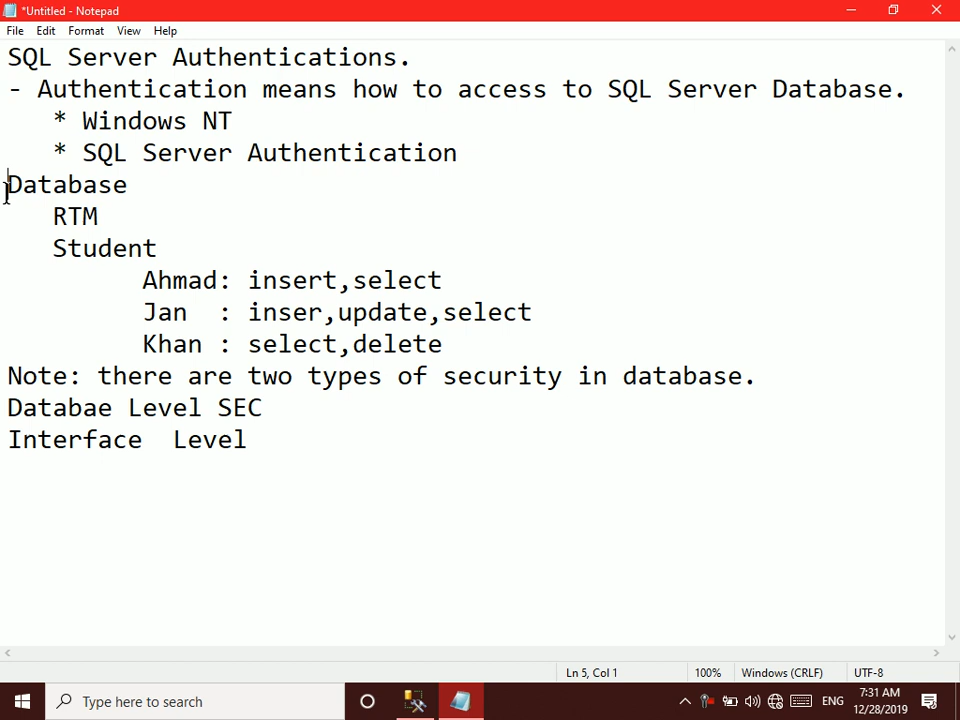 *Untitled - Notepad
File Edit Format View Help
SQL Server Authentications.
- Authentication means how to access to SQL Server Database.
* Windows NT
* SQL Server Authentication
Database
RTM
Student
Ahmad: insert,select
Jan : inser,update,select
Khan : select,delete
Note: there are two types of security in database.
Databae Level SEC
Interface Level
Ln 5, Col 1 100% Windows (CRLF) UTF-8
Type here to search ENG 7:31 AM
12/28/2019